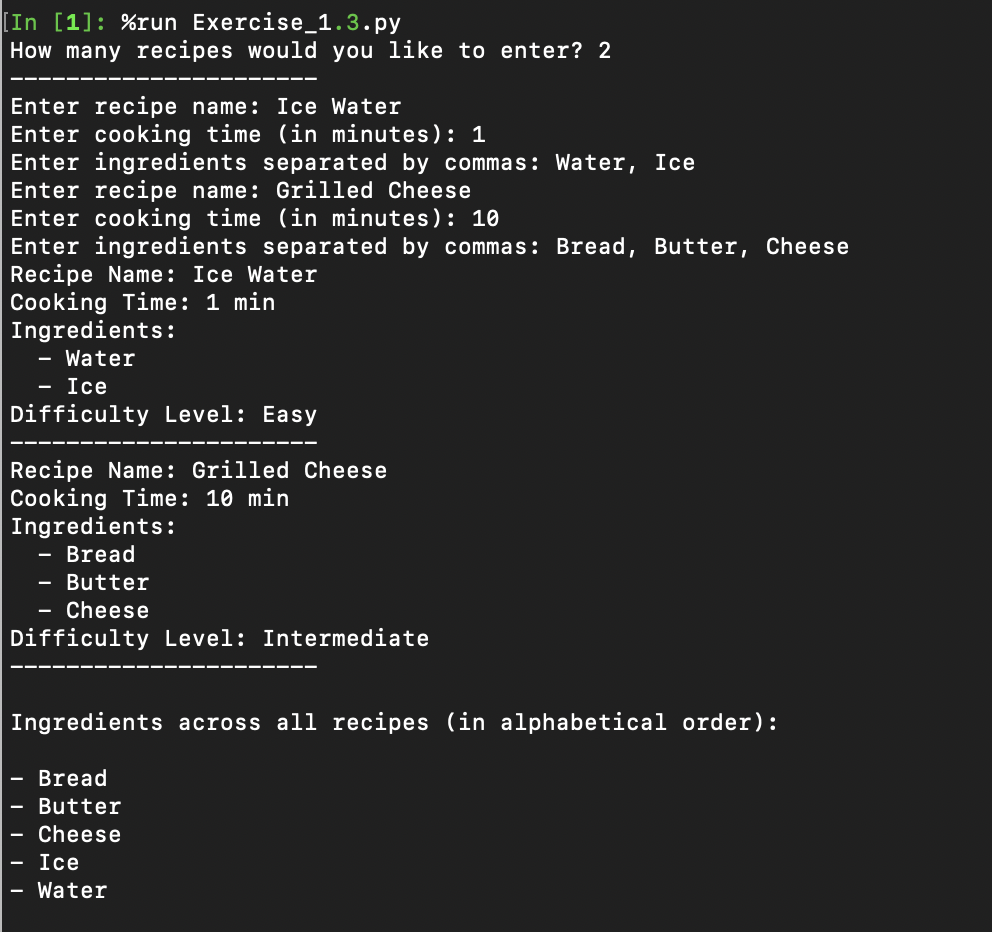 In [1]: %run Exercise_1.3.py
How many recipes would you like to enter? 2
----------------------
Enter recipe name: Ice Water
Enter cooking time (in minutes): 1
Enter ingredients separated by commas: Water, Ice
Enter recipe name: Grilled Cheese
Enter cooking time (in minutes): 10
Enter ingredients separated by commas: Bread, Butter, Cheese
Recipe Name: Ice Water
Cooking Time: 1 min
Ingredients:
  - Water
  - Ice
Difficulty Level: Easy
----------------------
Recipe Name: Grilled Cheese
Cooking Time: 10 min
Ingredients:
  - Bread
  - Butter
  - Cheese
Difficulty Level: Intermediate
----------------------
Ingredients across all recipes (in alphabetical order):
- Bread
- Butter
- Cheese
- Ice
- Water